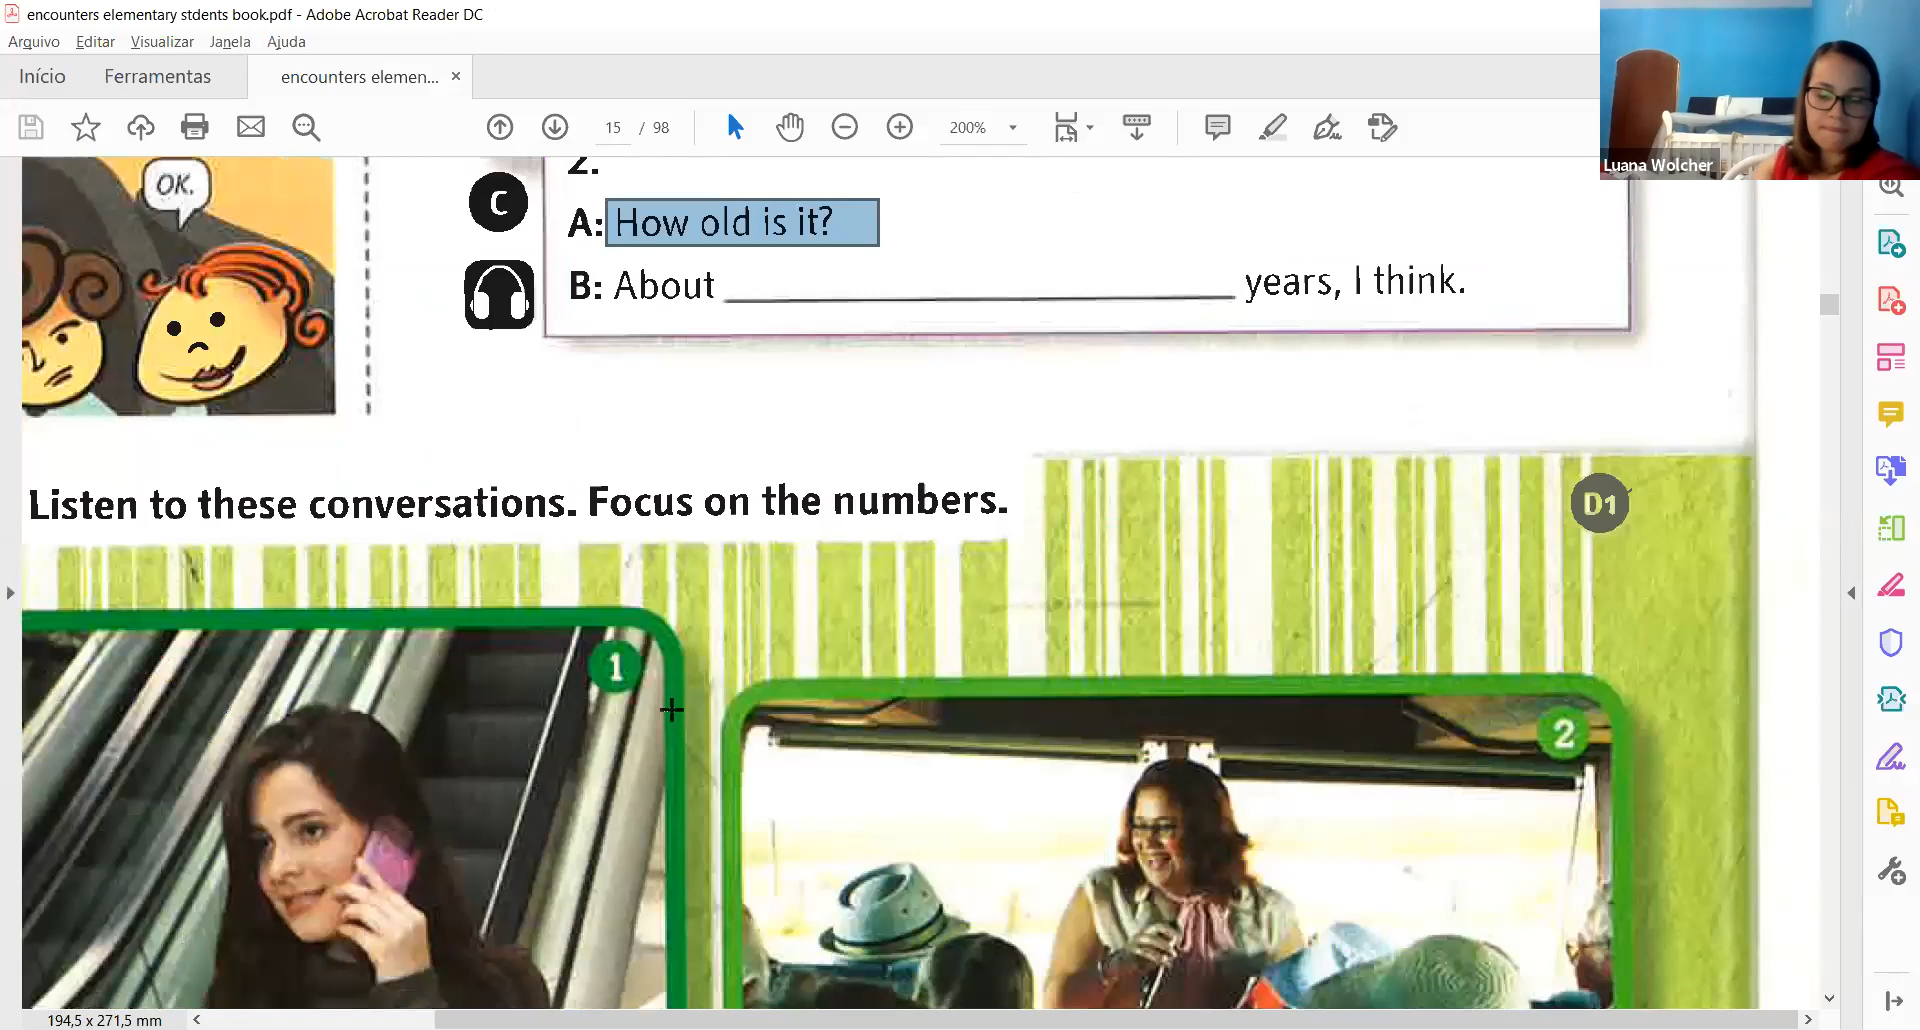 encounters elementary stdents book.pdf - Adobe Acrobat Reader DC
Arquivo Editar Visualizar Janela Ajuda
Início Ferramentas encounters elemen... ×
15 / 98 200%
Luana Wolcher
OK.
2.
C
A: How old is it?
B: About ____________ years, I think.
Listen to these conversations. Focus on the numbers.
D1
1
2
194,5 x 271,5 mm